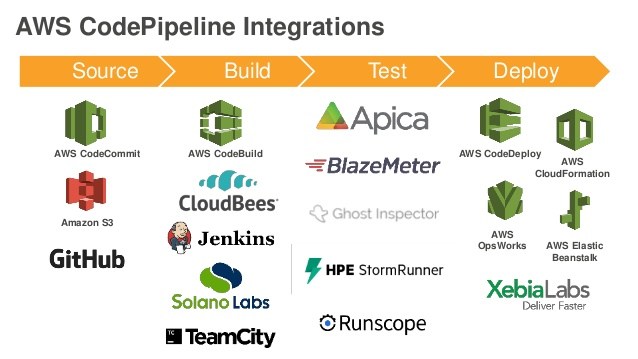 AWS CodePipeline Integrations
Source
Build
Test
Deploy
AWS CodeCommit
Amazon S3
GitHub
AWS CodeBuild
CloudBees
Jenkins
Solano Labs
TC
TeamCity
Apica
BlazeMeter
Ghost Inspector
HPE StormRunner
Runscope
AWS CodeDeploy
AWS
CloudFormation
AWS
OpsWorks
AWS Elastic
Beanstalk
XebiaLabs
Deliver Faster